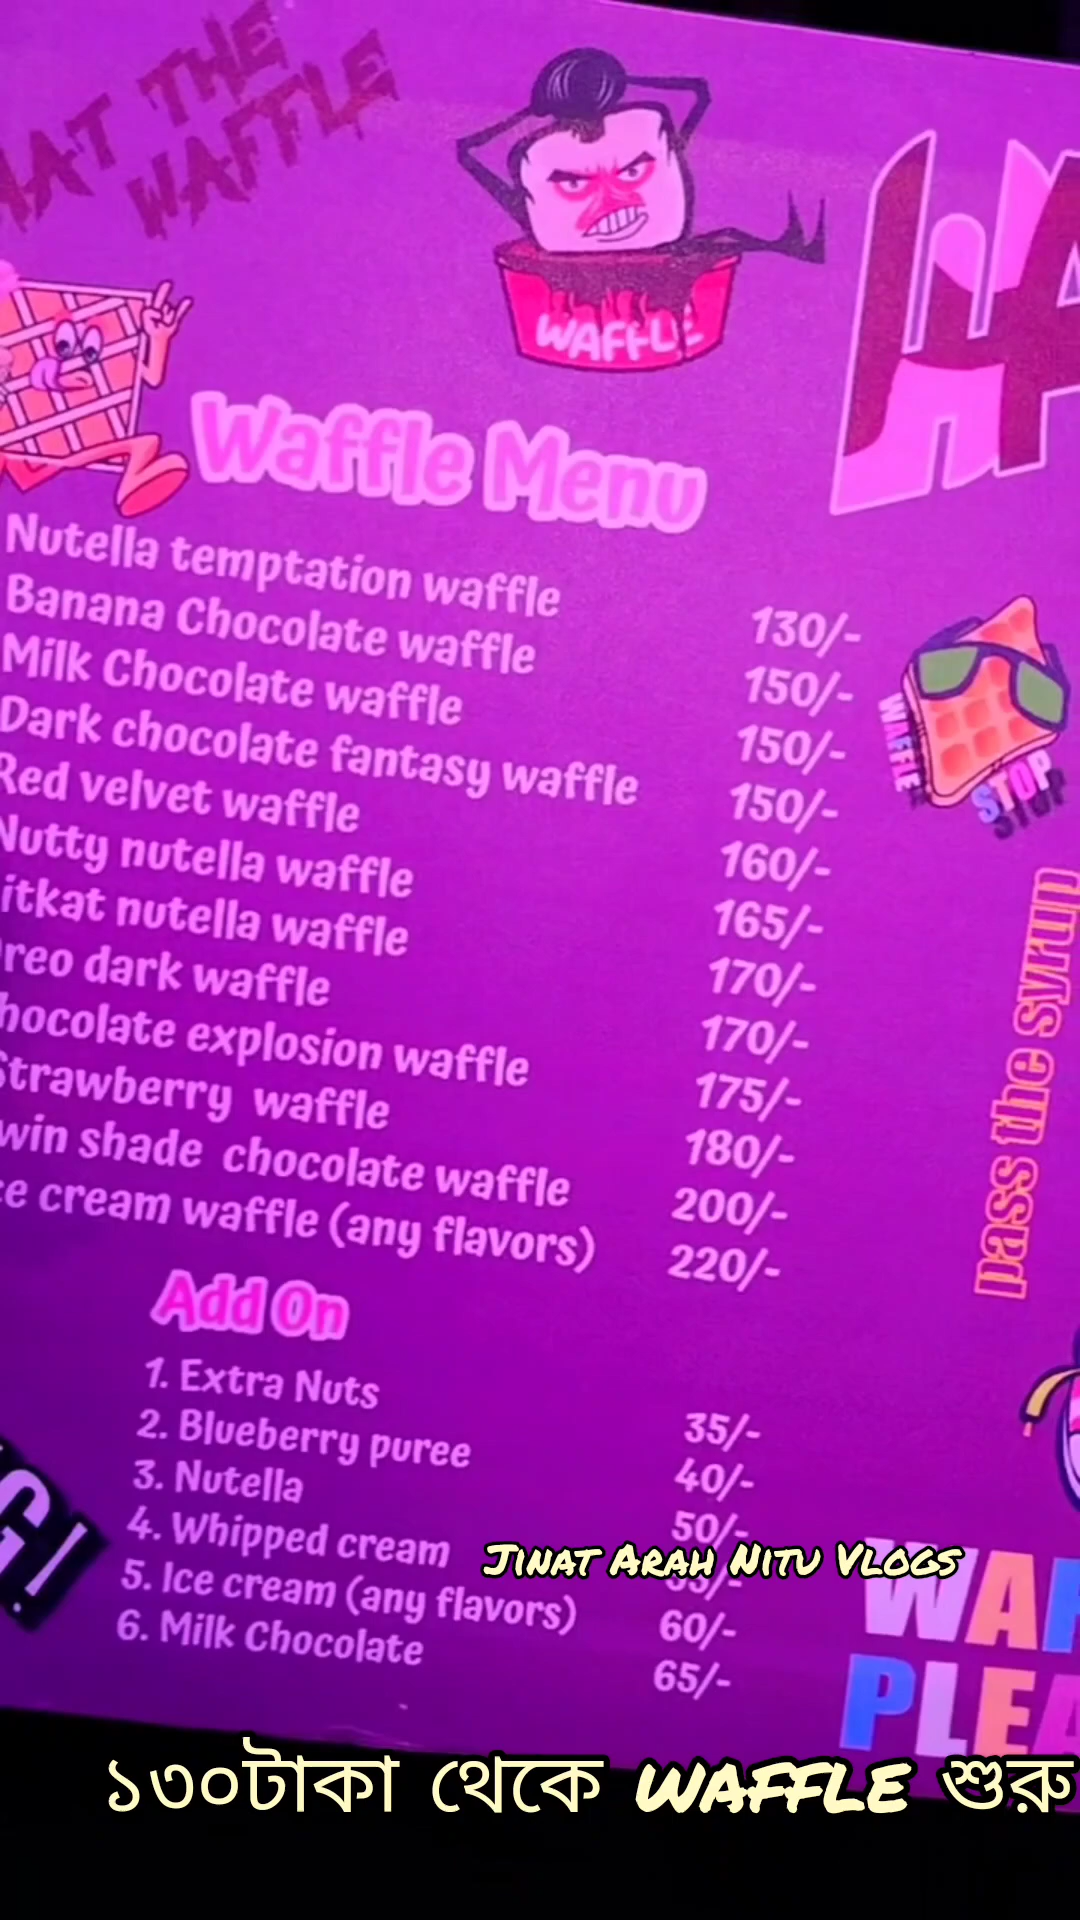 THE
WAFFLE
WAFFLE
Waffle Menu
Nutella temptation waffle 130/-
Banana Chocolate waffle 150/-
Milk Chocolate waffle 150/-
Dark chocolate fantasy waffle 150/-
Red velvet waffle 160/-
Nutty nutella waffle 165/-
itkat nutella waffle 170/-
reo dark waffle 170/-
hocolate explosion waffle 175/-
Strawberry waffle 180/-
win shade chocolate waffle 200/-
ce cream waffle (any flavors) 220/-
WAFFLE
STOP
pass the syrup
Add On
1. Extra Nuts 35/-
2. Blueberry puree 40/-
3. Nutella 50/-
4. Whipped cream
5. Ice cream (any flavors) 60/-
6. Milk Chocolate 65/-
Jinat Arah Nitu Vlogs
G!
WAF
PLEA
১৩০টাকা থেকে WAFFLE শুরু